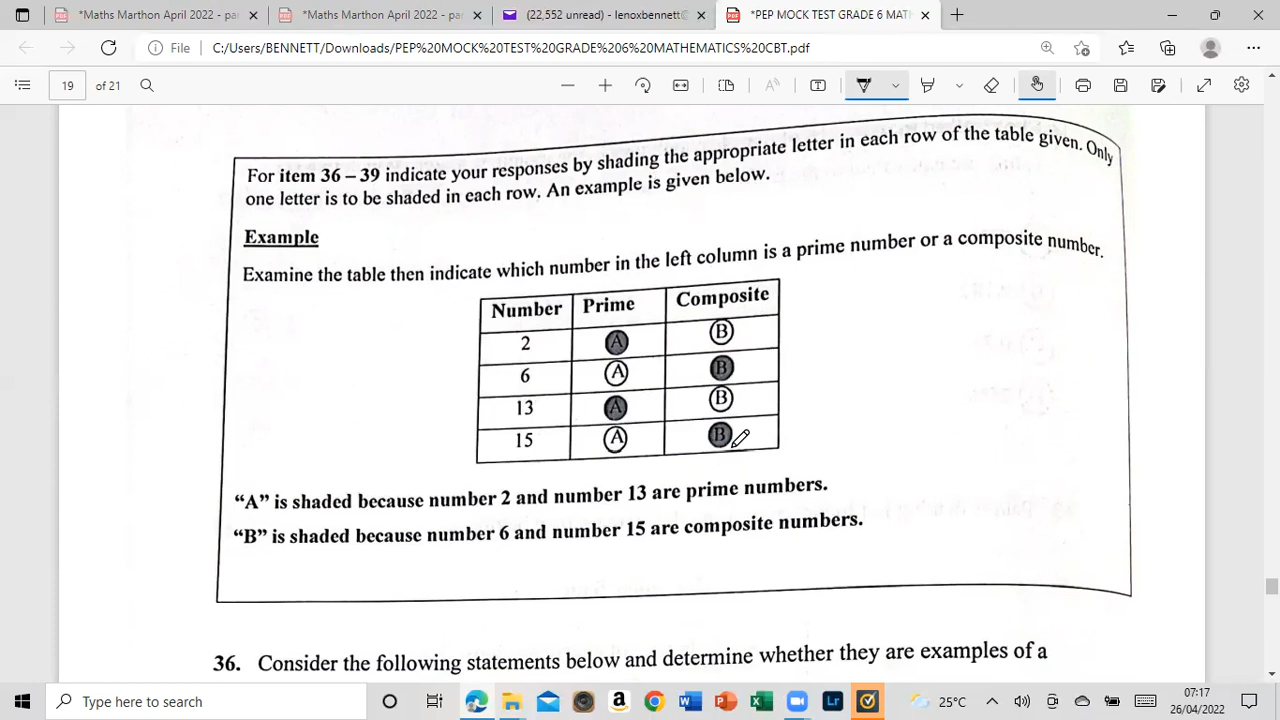 *Maths Marthon April 2022 - pa
*Maths Marthon April 2022 - pa
(22,552 unread) - lenoxbennett@
*PEP MOCK TEST GRADE 6 MATH
File
C:/Users/BENNETT/Downloads/PEP%20MOCK%20TEST%20GRADE%206%20MATHEMATICS%20CBT.pdf
19 of 21
For item 36 – 39 indicate your responses by shading the appropriate letter in each row of the table given. Only
one letter is to be shaded in each row. An example is given below.
Example
Examine the table then indicate which number in the left column is a prime number or a composite number.
Number Prime Composite
2 A B
6 A B
13 A B
15 A B
“A” is shaded because number 2 and number 13 are prime numbers.
“B” is shaded because number 6 and number 15 are composite numbers.
36. Consider the following statements below and determine whether they are examples of a
Type here to search
Lr
25°C
07:17
26/04/2022